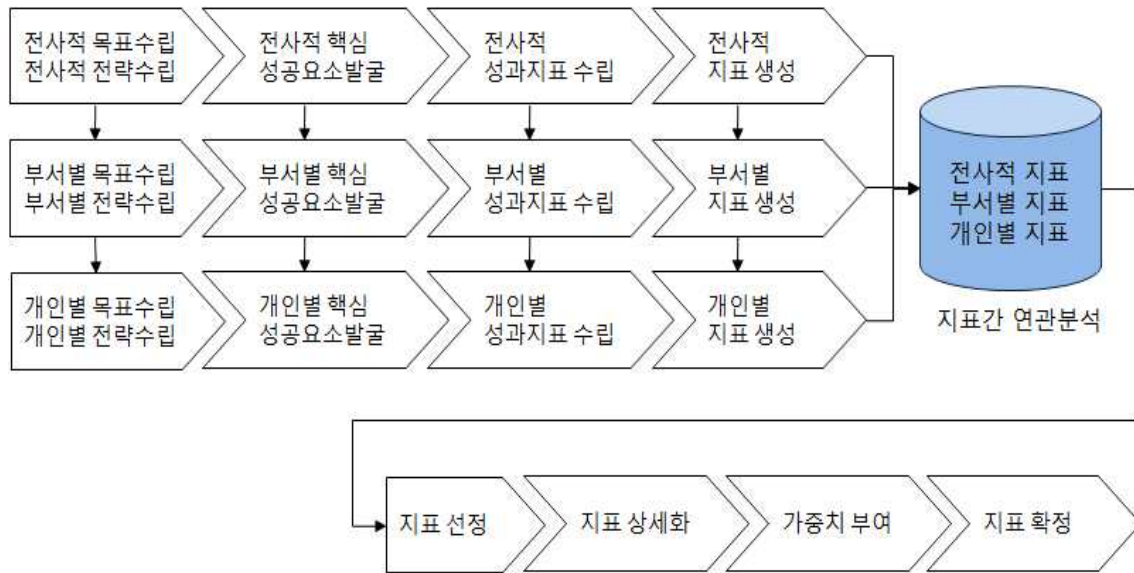 전사적 목표수립
전사적 전략수립
전사적 핵심
성공요소발굴
전사적
성과지표 수립
전사적
지표 생성
부서별 목표수립
부서별 전략수립
부서별 핵심
성공요소발굴
부서별
성과지표 수립
부서별
지표 생성
개인별 목표수립
개인별 전략수립
개인별 핵심
성공요소발굴
개인별
성과지표 수립
개인별
지표 생성
전사적 지표
부서별 지표
개인별 지표
지표간 연관분석
지표 선정
지표 상세화
가중치 부여
지표 확정